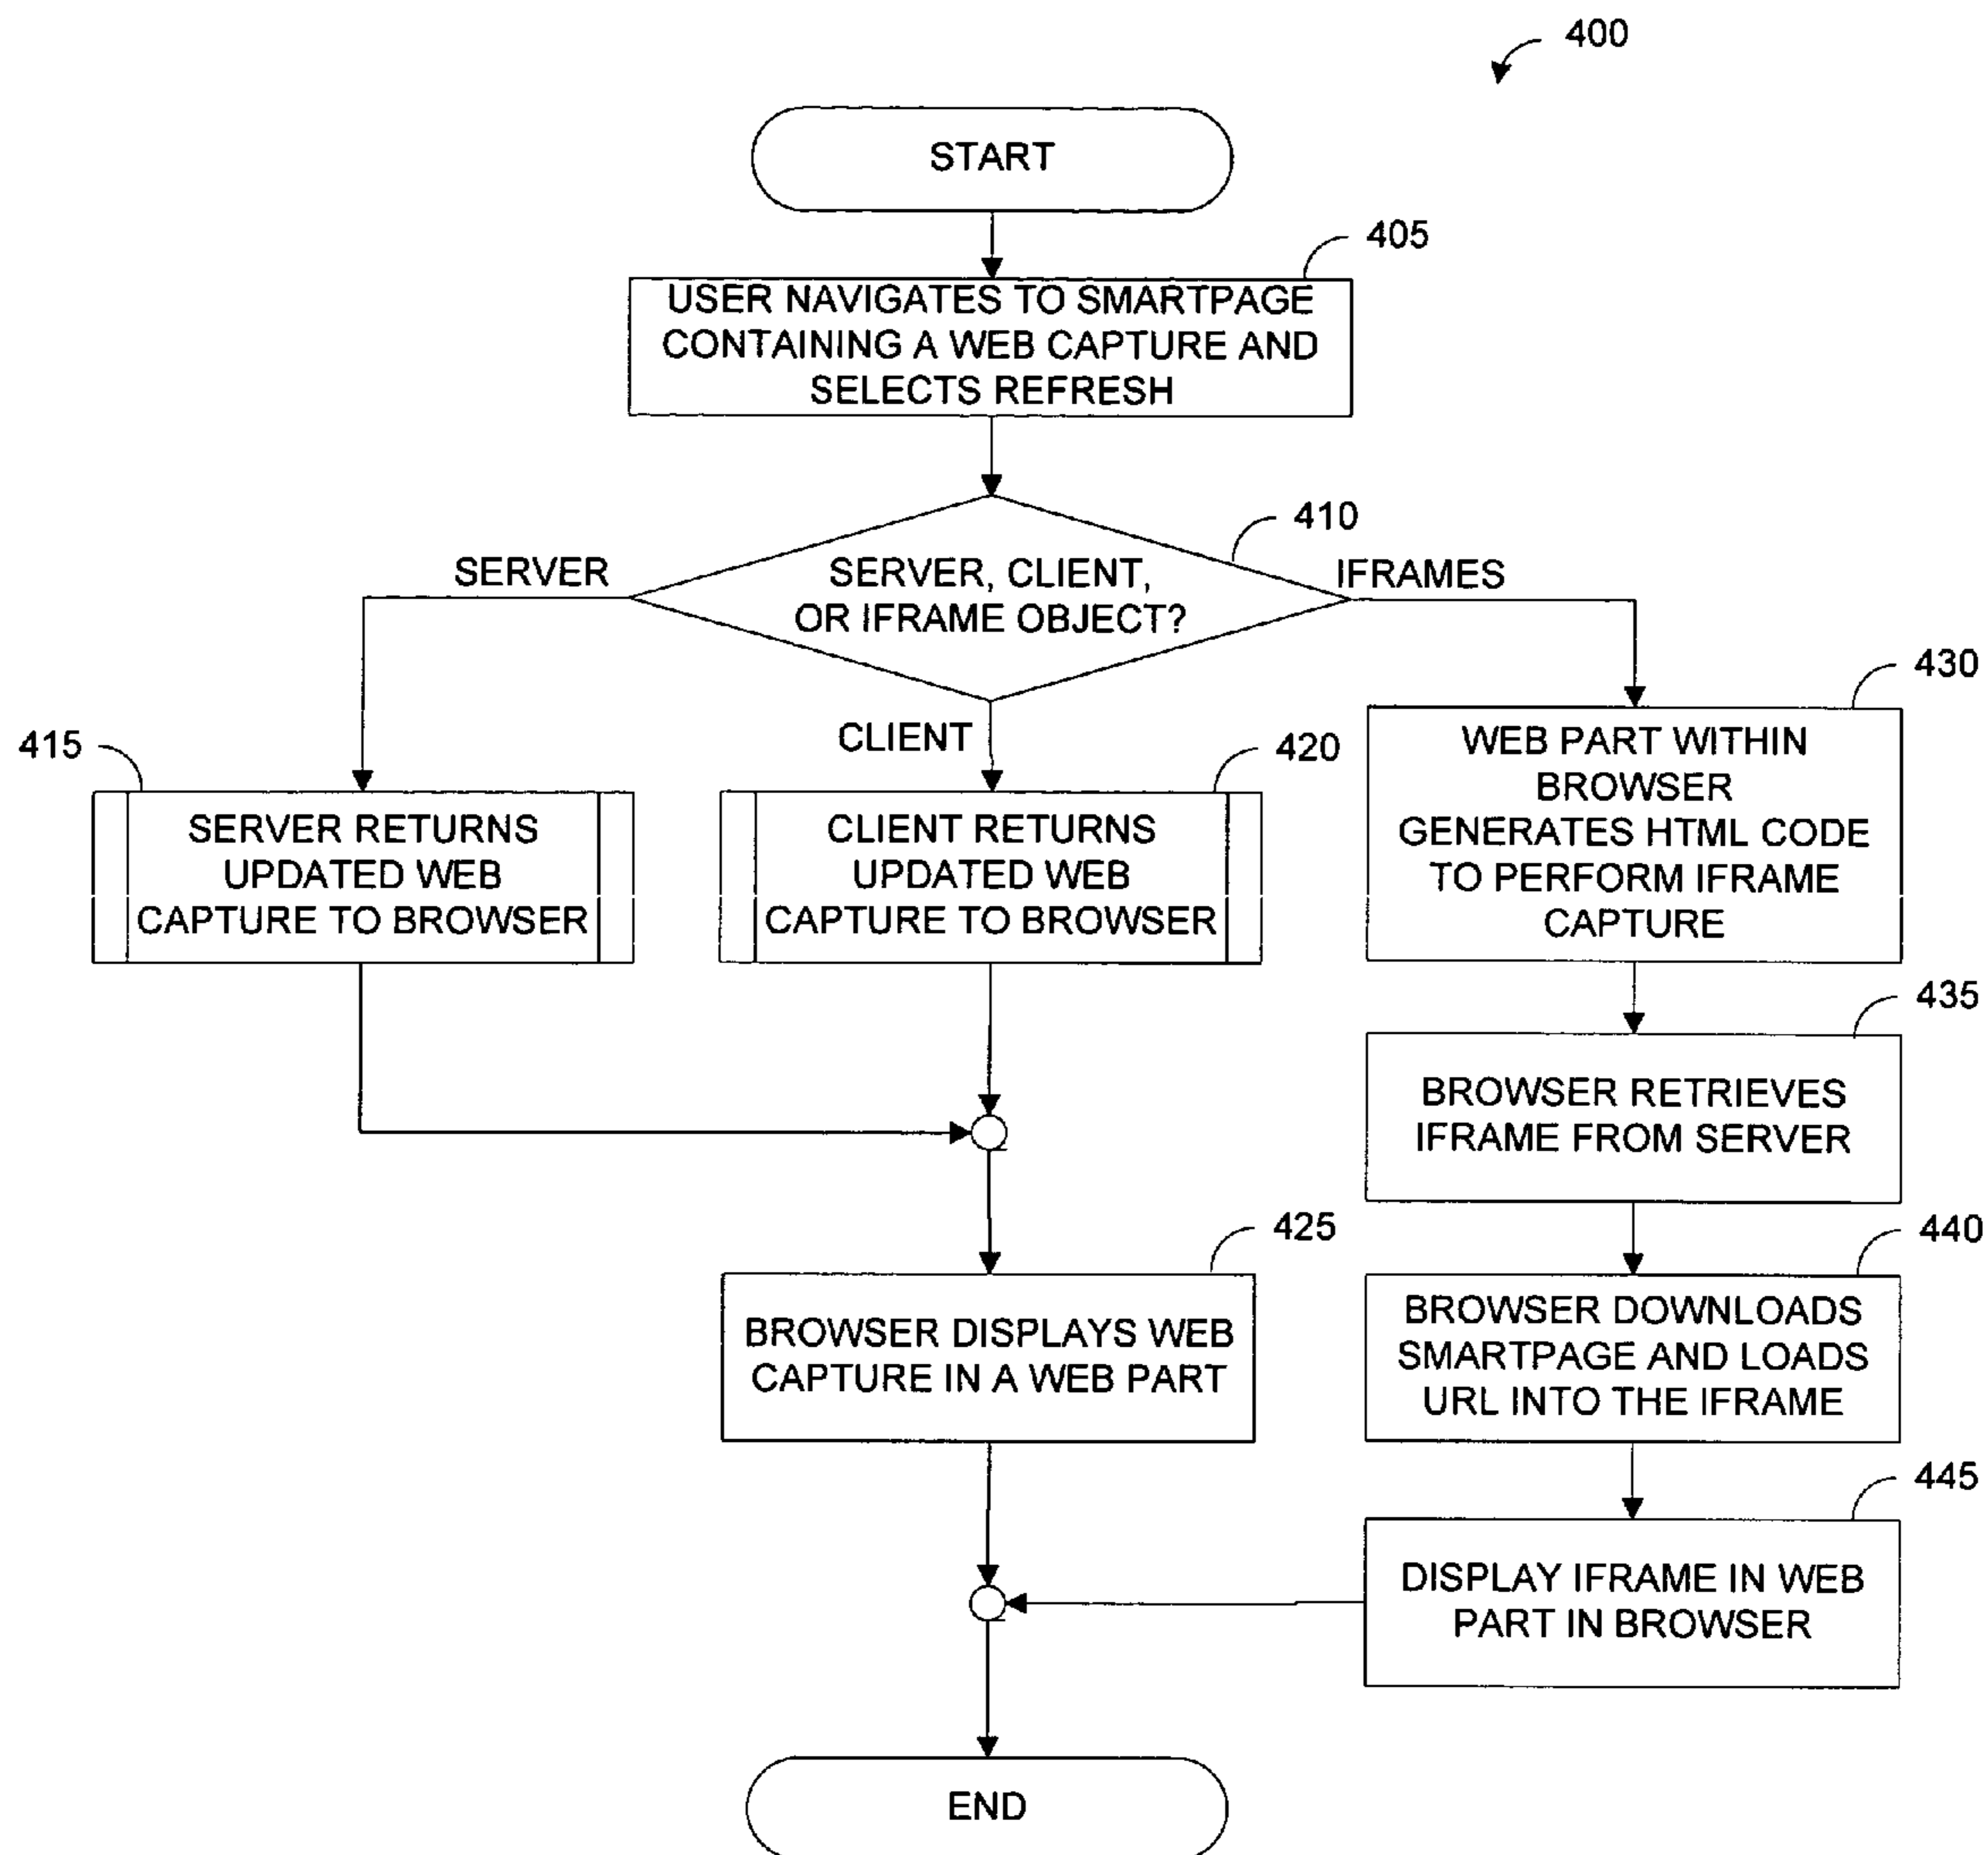 400
START
405
USER NAVIGATES TO SMARTPAGE
CONTAINING A WEB CAPTURE AND
SELECTS REFRESH
410
SERVER
SERVER, CLIENT,
OR IFRAME OBJECT?
IFRAMES
CLIENT
415
SERVER RETURNS
UPDATED WEB
CAPTURE TO BROWSER
420
CLIENT RETURNS
UPDATED WEB
CAPTURE TO BROWSER
430
WEB PART WITHIN
BROWSER
GENERATES HTML CODE
TO PERFORM IFRAME
CAPTURE
435
BROWSER RETRIEVES
IFRAME FROM SERVER
425
BROWSER DISPLAYS WEB
CAPTURE IN A WEB PART
440
BROWSER DOWNLOADS
SMARTPAGE AND LOADS
URL INTO THE IFRAME
445
DISPLAY IFRAME IN WEB
PART IN BROWSER
END